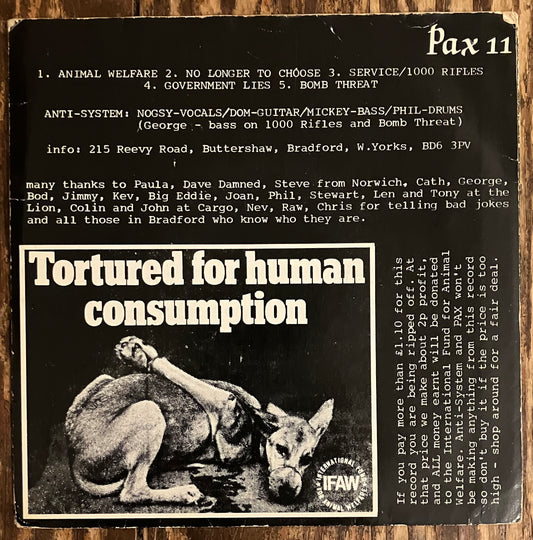 Pax 11
1. ANIMAL WELFARE 2. NO LONGER TO CHOOSE 3. SERVICE/1000 RIFLES
4. GOVERNMENT LIES 5. BOMB THREAT
ANTI-SYSTEM: NOGSY-VOCALS/DOM-GUITAR/MICKEY-BASS/PHIL-DRUMS
(George - bass on 1000 Rifles and Bomb Threat)
info: 215 Reevy Road, Buttershaw, Bradford, W.Yorks, BD6 3PV
many thanks to Paula, Dave Damned, Steve from Norwich, Cath, George,
Bod, Jimmy, Kev, Big Eddie, Joan, Phil, Stewart, Len and Tony at the
Lion, Colin and John at Cargo, Nev, Raw, Chris for telling bad jokes
and all those in Bradford who know who they are.
Tortured for human
consumption
INTERNATIONAL FUND FOR ANIMAL WELFARE
IFAW
If you pay more than £1.10 for this
record you are being ripped off. At
that price we make about 2p profit,
and ALL money earnt will be donated
to the International Fund for Animal
Welfare. Anti-System and PAX won't
be making anything from this record
so don't buy it if the price is too
high - shop around for a fair deal.